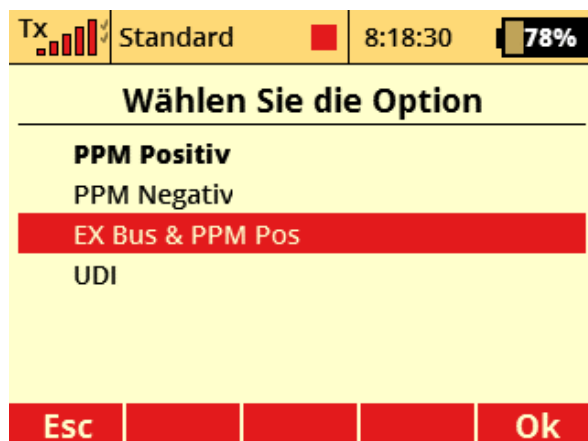 Tx Standard 8:18:30 78%
Wählen Sie die Option
PPM Positiv
PPM Negativ
EX Bus & PPM Pos
UDI
Esc Ok